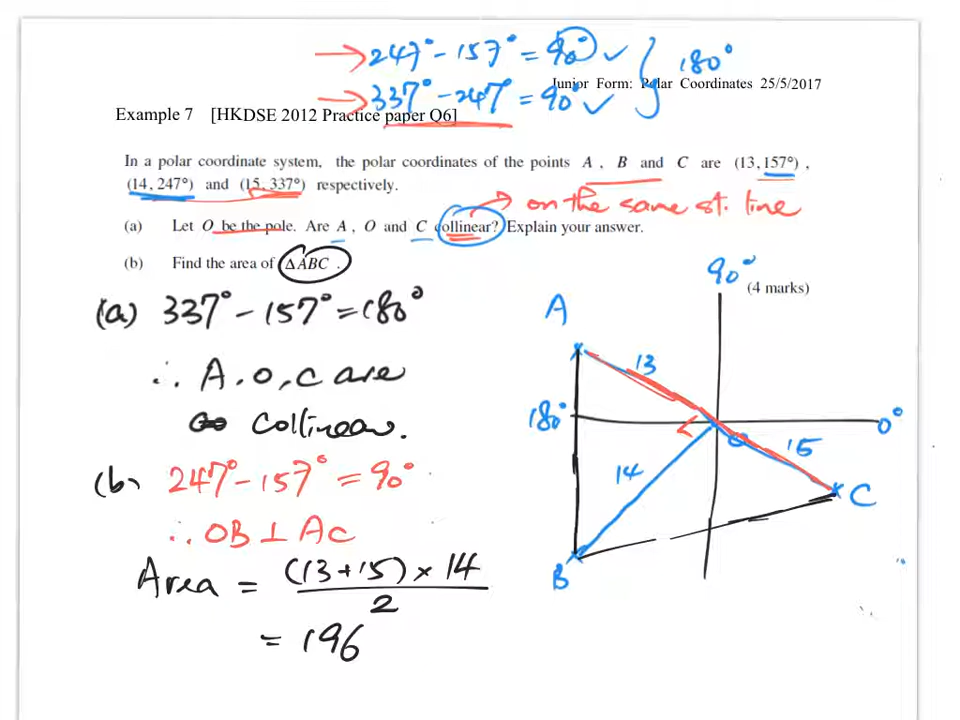 → 247° - 157° = 90° ✓ } 180°
Junior Form: Polar Coordinates 25/5/2017
→ 337° - 247° = 90° ✓
Example 7 [HKDSE 2012 Practice paper Q6]
In a polar coordinate system, the polar coordinates of the points A , B and C are (13, 157°) ,
(14, 247°) and (15, 337°) respectively.
→ on the same st. line
(a) Let O be the pole. Are A , O and C collinear? Explain your answer.
(b) Find the area of ΔABC .
(4 marks)
(a) 337° - 157° = 180°
∴ A, O, C are
collinear.
(b) 247° - 157° = 90°
∴ OB ⊥ AC
Area = (13+15) × 14 / 2
= 196
90°
A
13
180°
0°
O
15
14
C
B